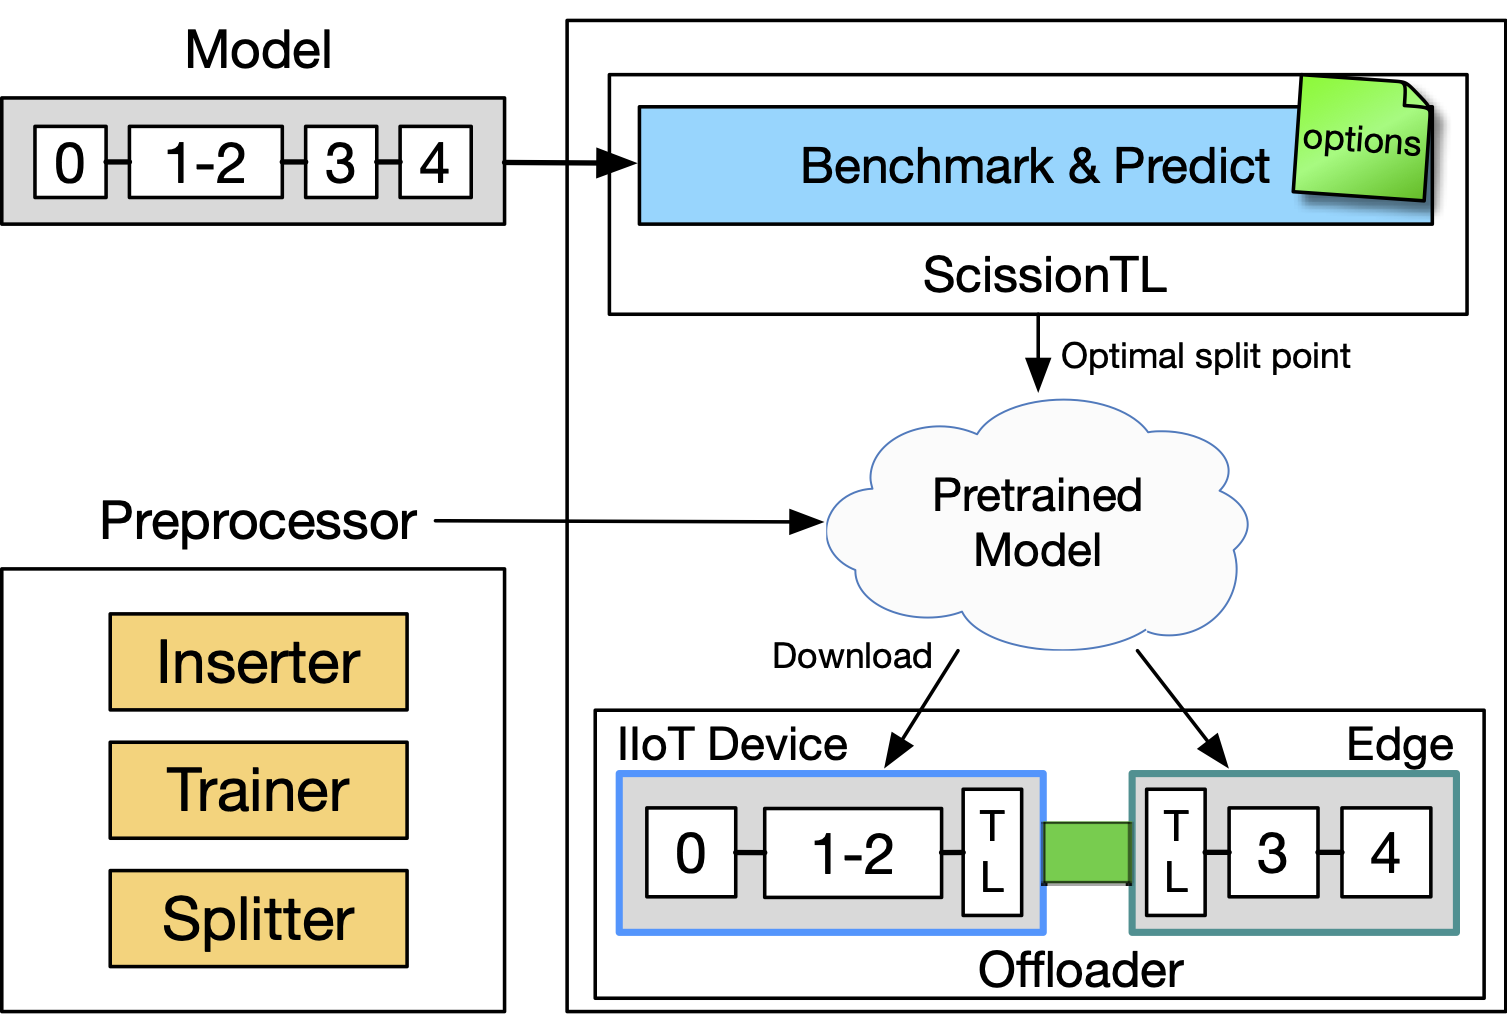 Model
0
1-2
3
4
Benchmark & Predict
options
ScissionTL
Optimal split point
Preprocessor
Pretrained
Model
Inserter
Trainer
Splitter
Download
IIoT Device
Edge
0
1-2
T
L
T
L
3
4
Offloader